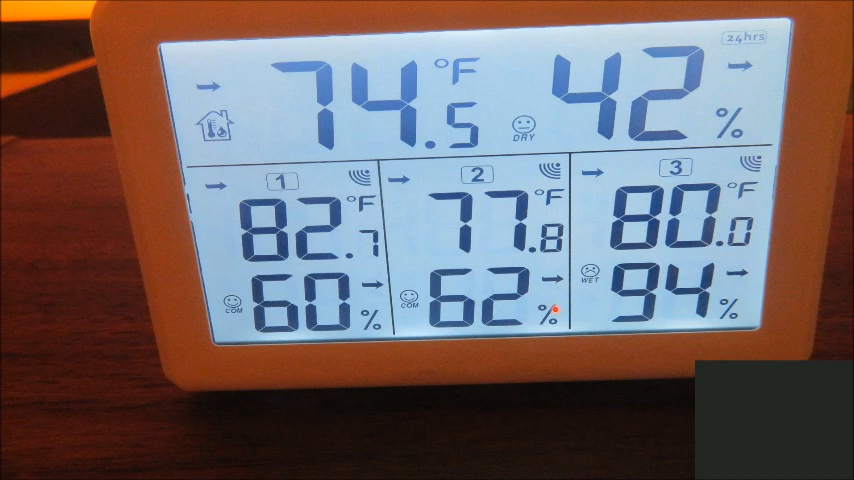 24hrs
74.5 °F 42 %
DRY
1 2 3
82.7 °F 77.8 °F 80.0 °F
WET
COM 60 % COM 62 % 94 %